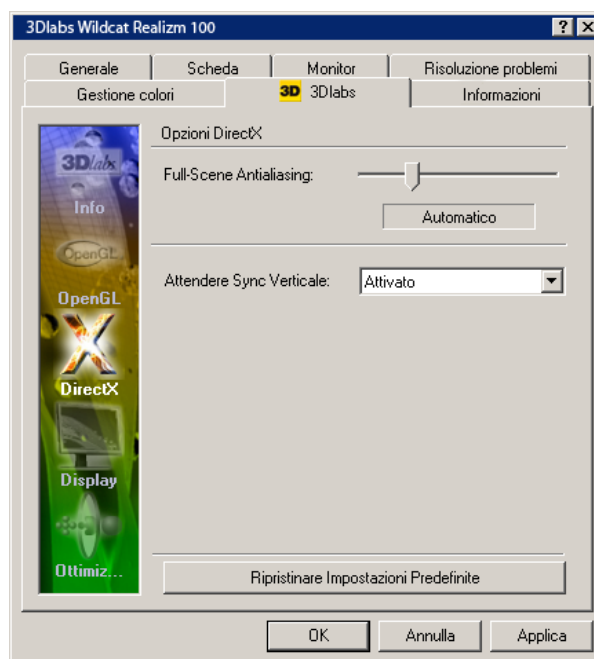 3Dlabs Wildcat Realizm 100
Generale Scheda Monitor Risoluzione problemi
Gestione colori 3D 3Dlabs Informazioni
Opzioni DirectX
3Dlabs
Full-Scene Antialiasing:
Info
Automatico
OpenGL
OpenGL
Attendere Sync Verticale: Attivato
X
DirectX
Display
Ottimiz...
Ripristinare Impostazioni Predefinite
OK Annulla Applica